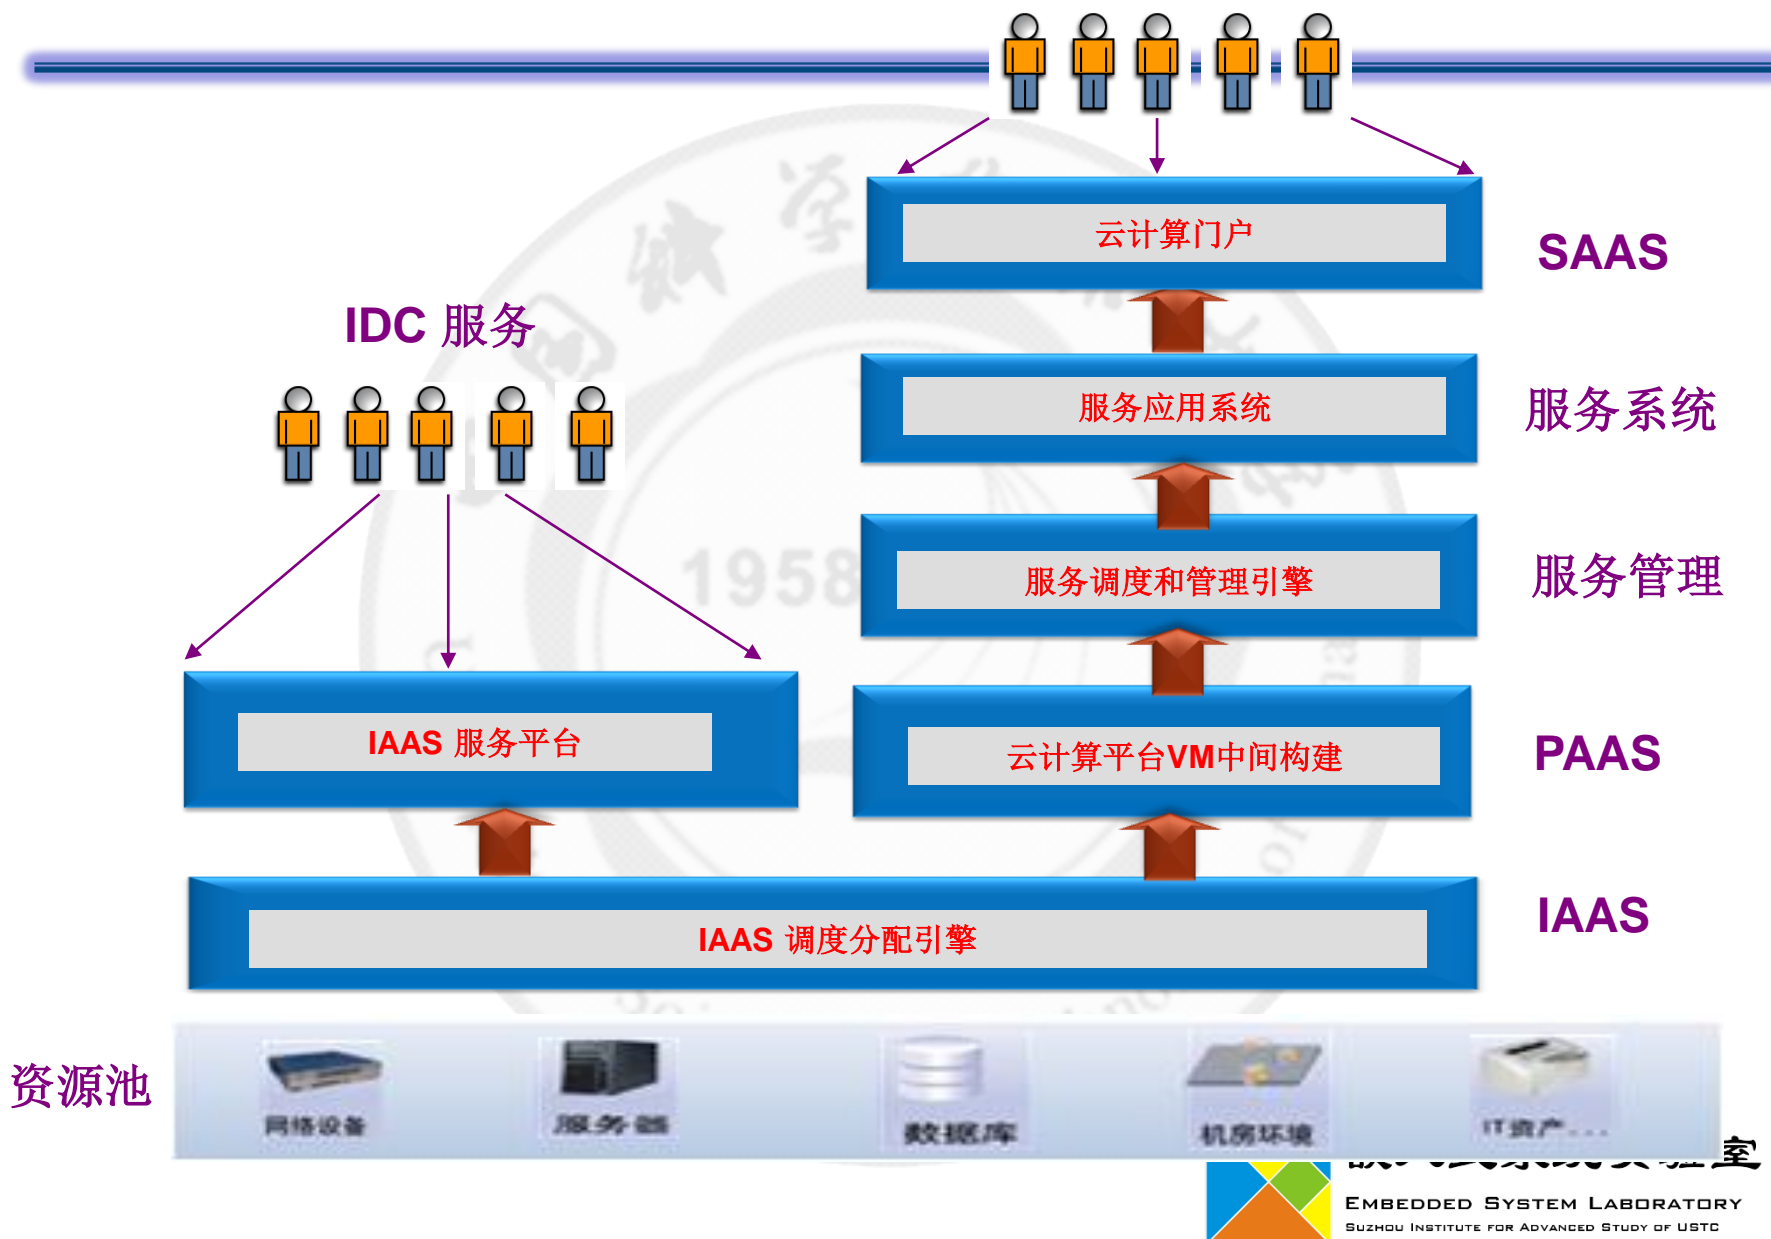 云计算门户
SAAS
IDC 服务
服务应用系统
服务系统
1958
服务调度和管理引擎
服务管理
IAAS 服务平台
云计算平台VM中间构建
PAAS
IAAS 调度分配引擎
IAAS
资源池
网络设备
服务器
数据库
机房环境
IT资产...
室
EMBEDDED SYSTEM LABORATORY
SUZHOU INSTITUTE FOR ADVANCED STUDY OF USTC